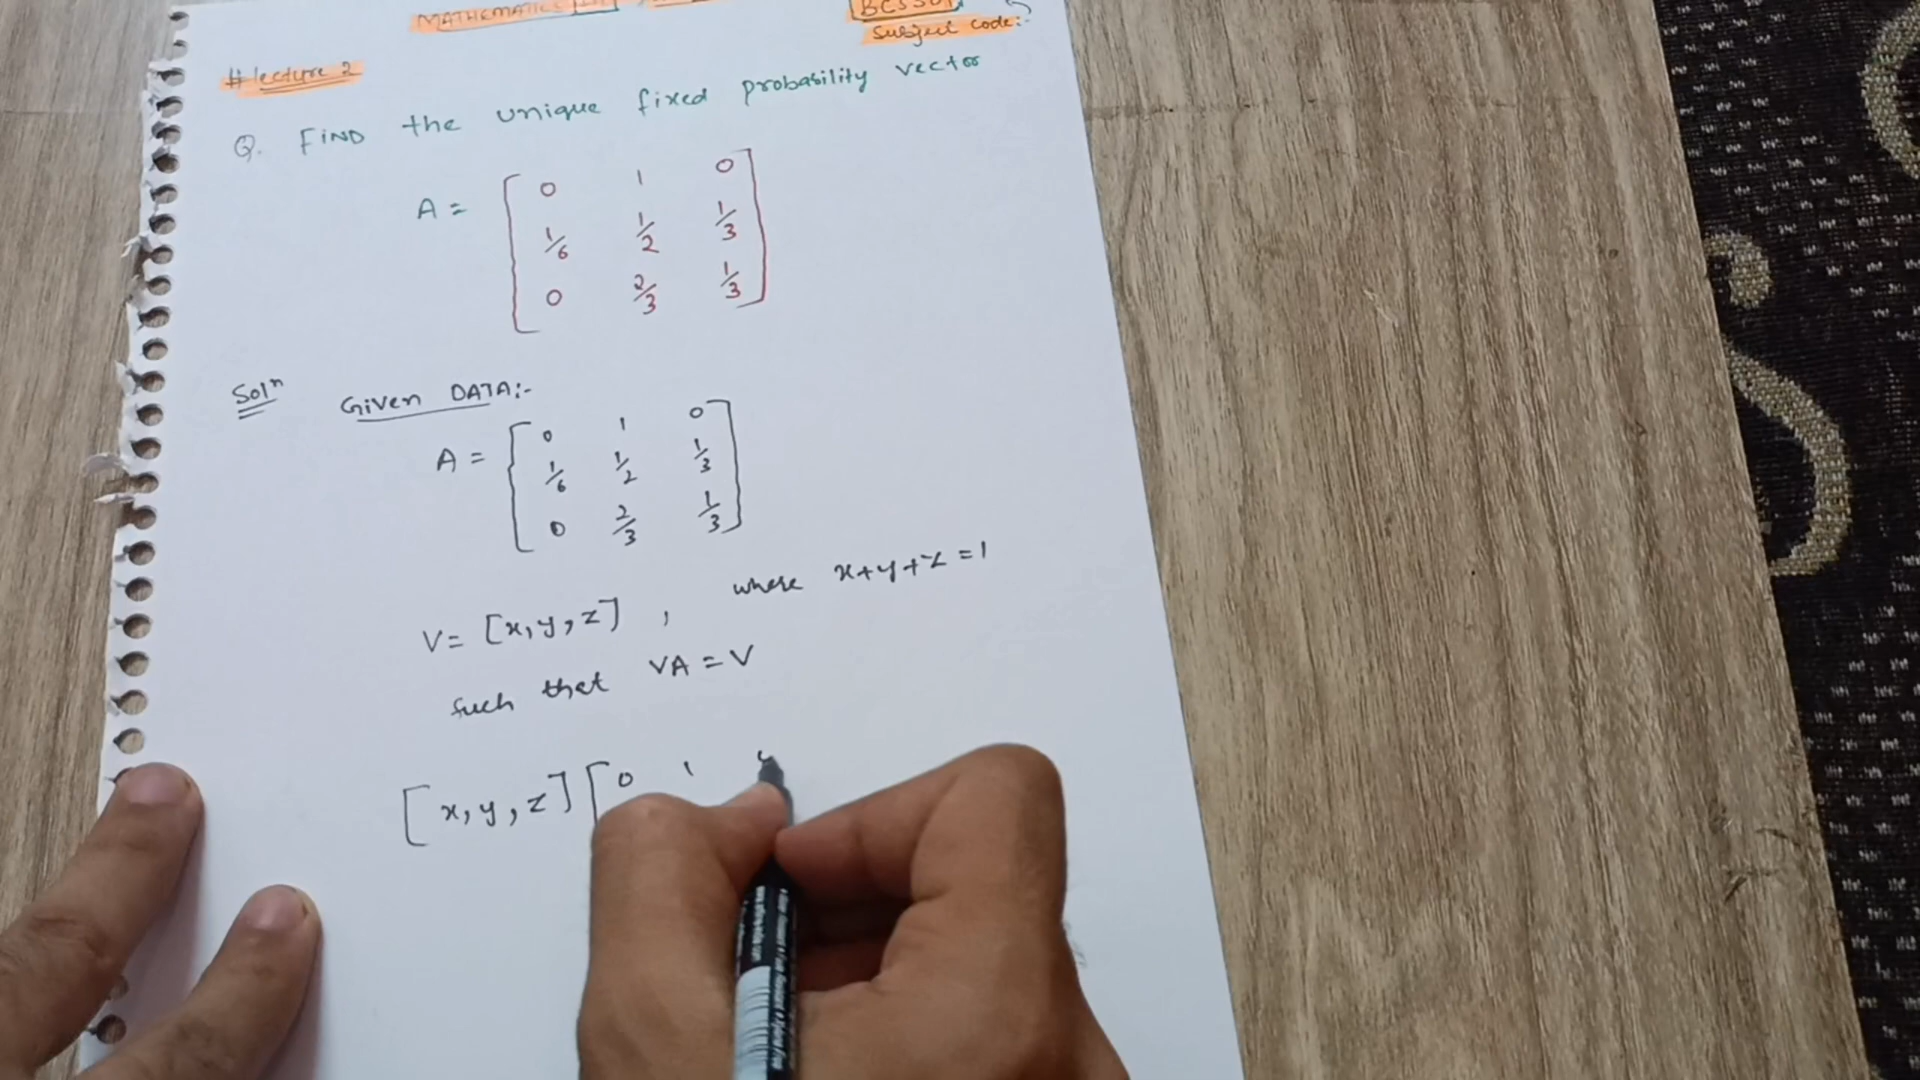 MATHEMATICS
BCS301
Subject code:-
# lecture 2
Q. FIND the unique fixed probability vector
A = [ 0 1 0
1/6 1/2 1/3
0 2/3 1/3 ]
Solⁿ Given DATA:-
A = [ 0 1 0
1/6 1/2 1/3
0 2/3 1/3 ]
V = [x, y, z] , where x+y+z = 1
such that VA = V
[x, y, z] [ 0 1